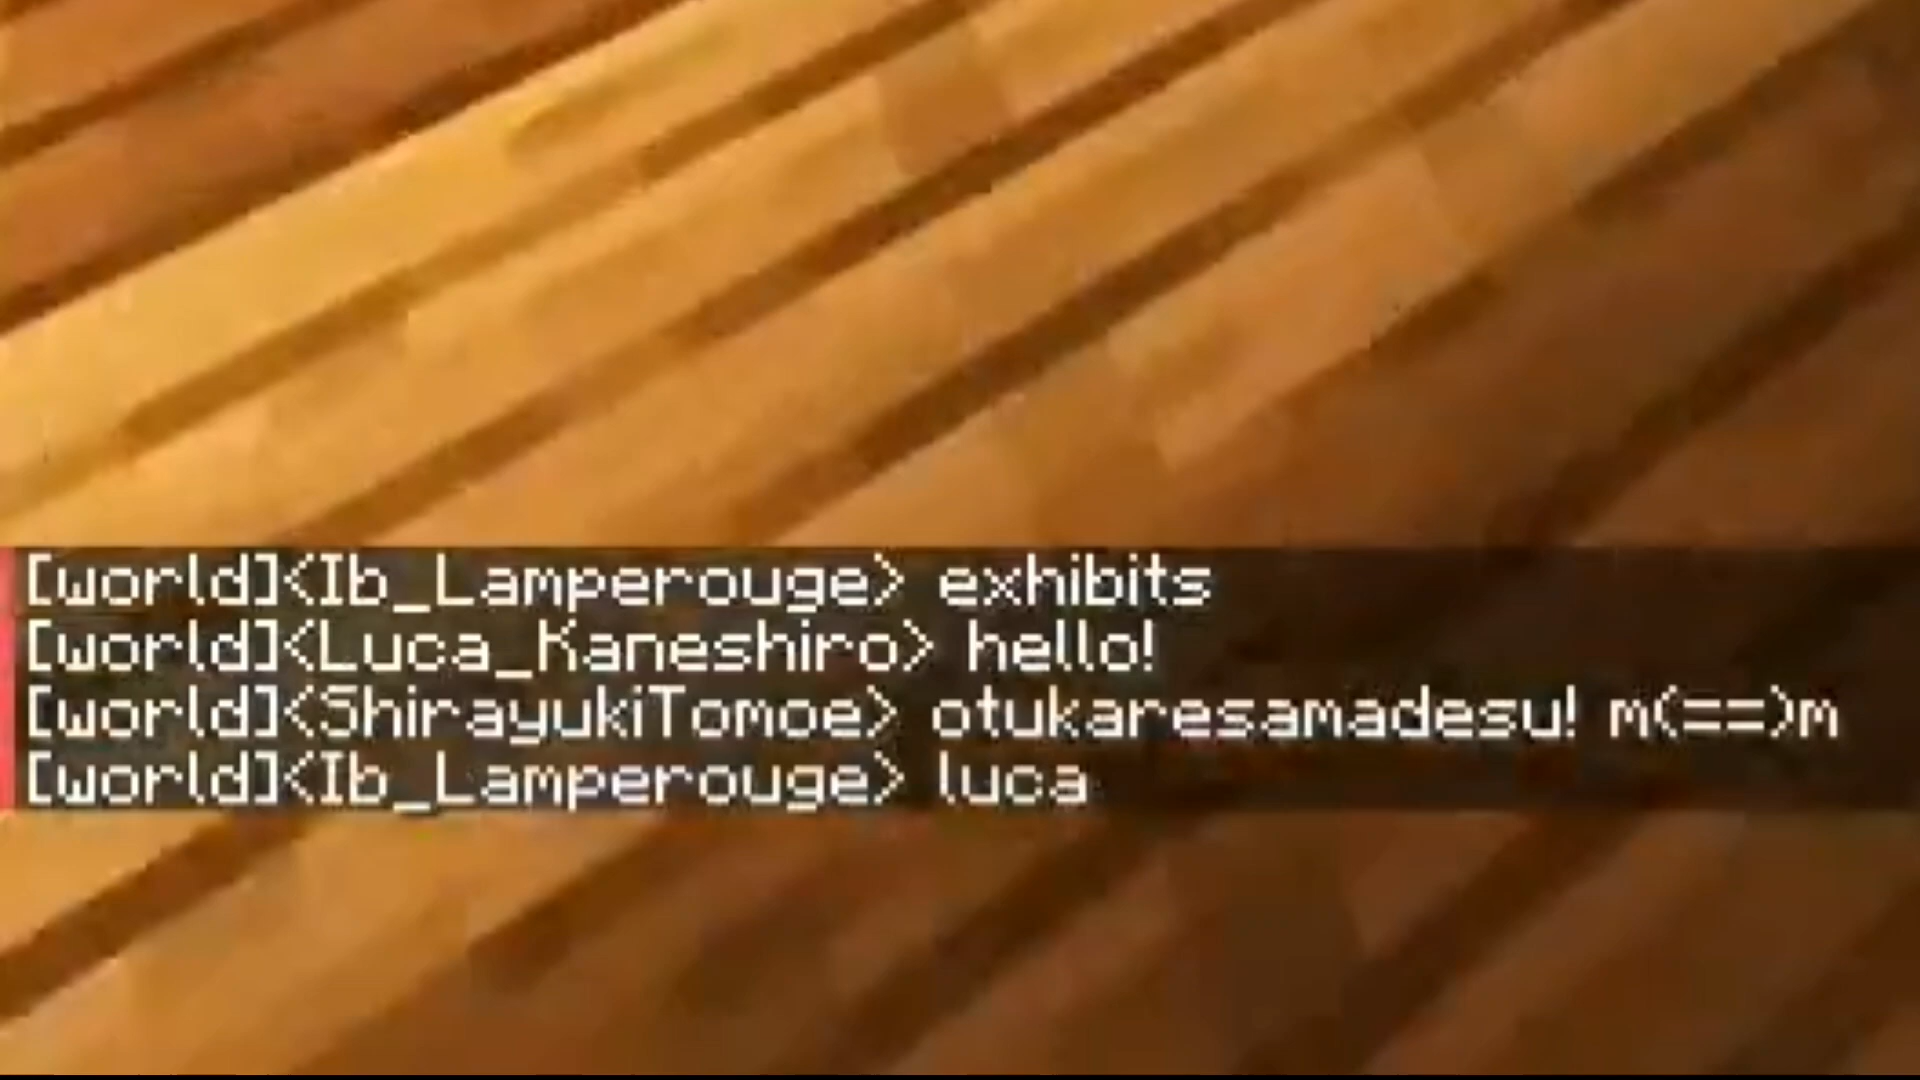 [world]<Ib_Lamperouge> exhibits
[world]<Luca_Kaneshiro> hello!
[world]<ShirayukiTomoe> otukaresamadesu! m(==)m
[world]<Ib_Lamperouge> luca